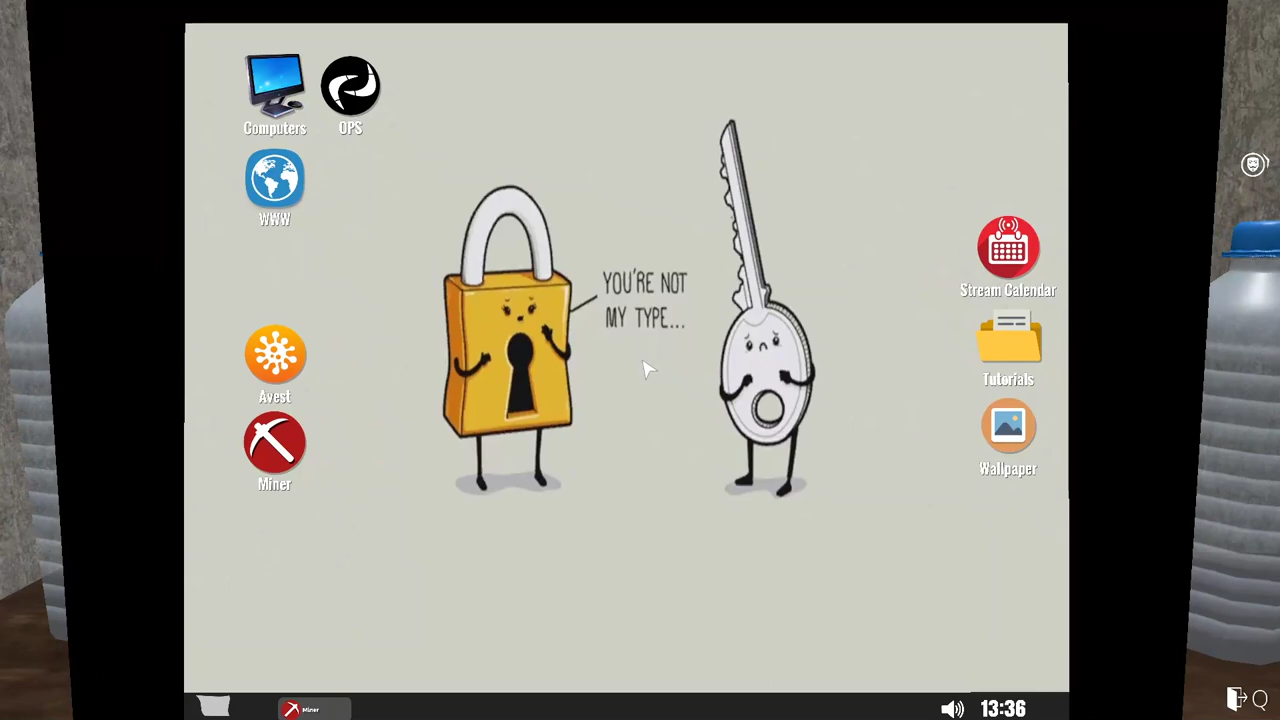 Computers
OPS
WWW
Avest
Miner
YOU'RE NOT
MY TYPE...
Stream Calendar
Tutorials
Wallpaper
Miner
13:36
Q